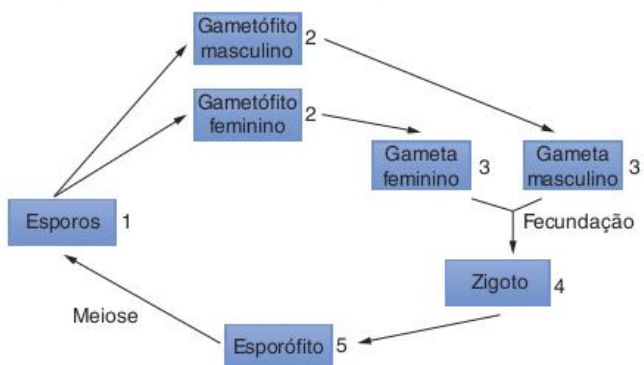 Gametófito
masculino
2
Gametófito
feminino
2
Gameta
feminino
3
Gameta
masculino
3
Esporos
1
Fecundação
Zigoto
4
Meiose
Esporófito
5